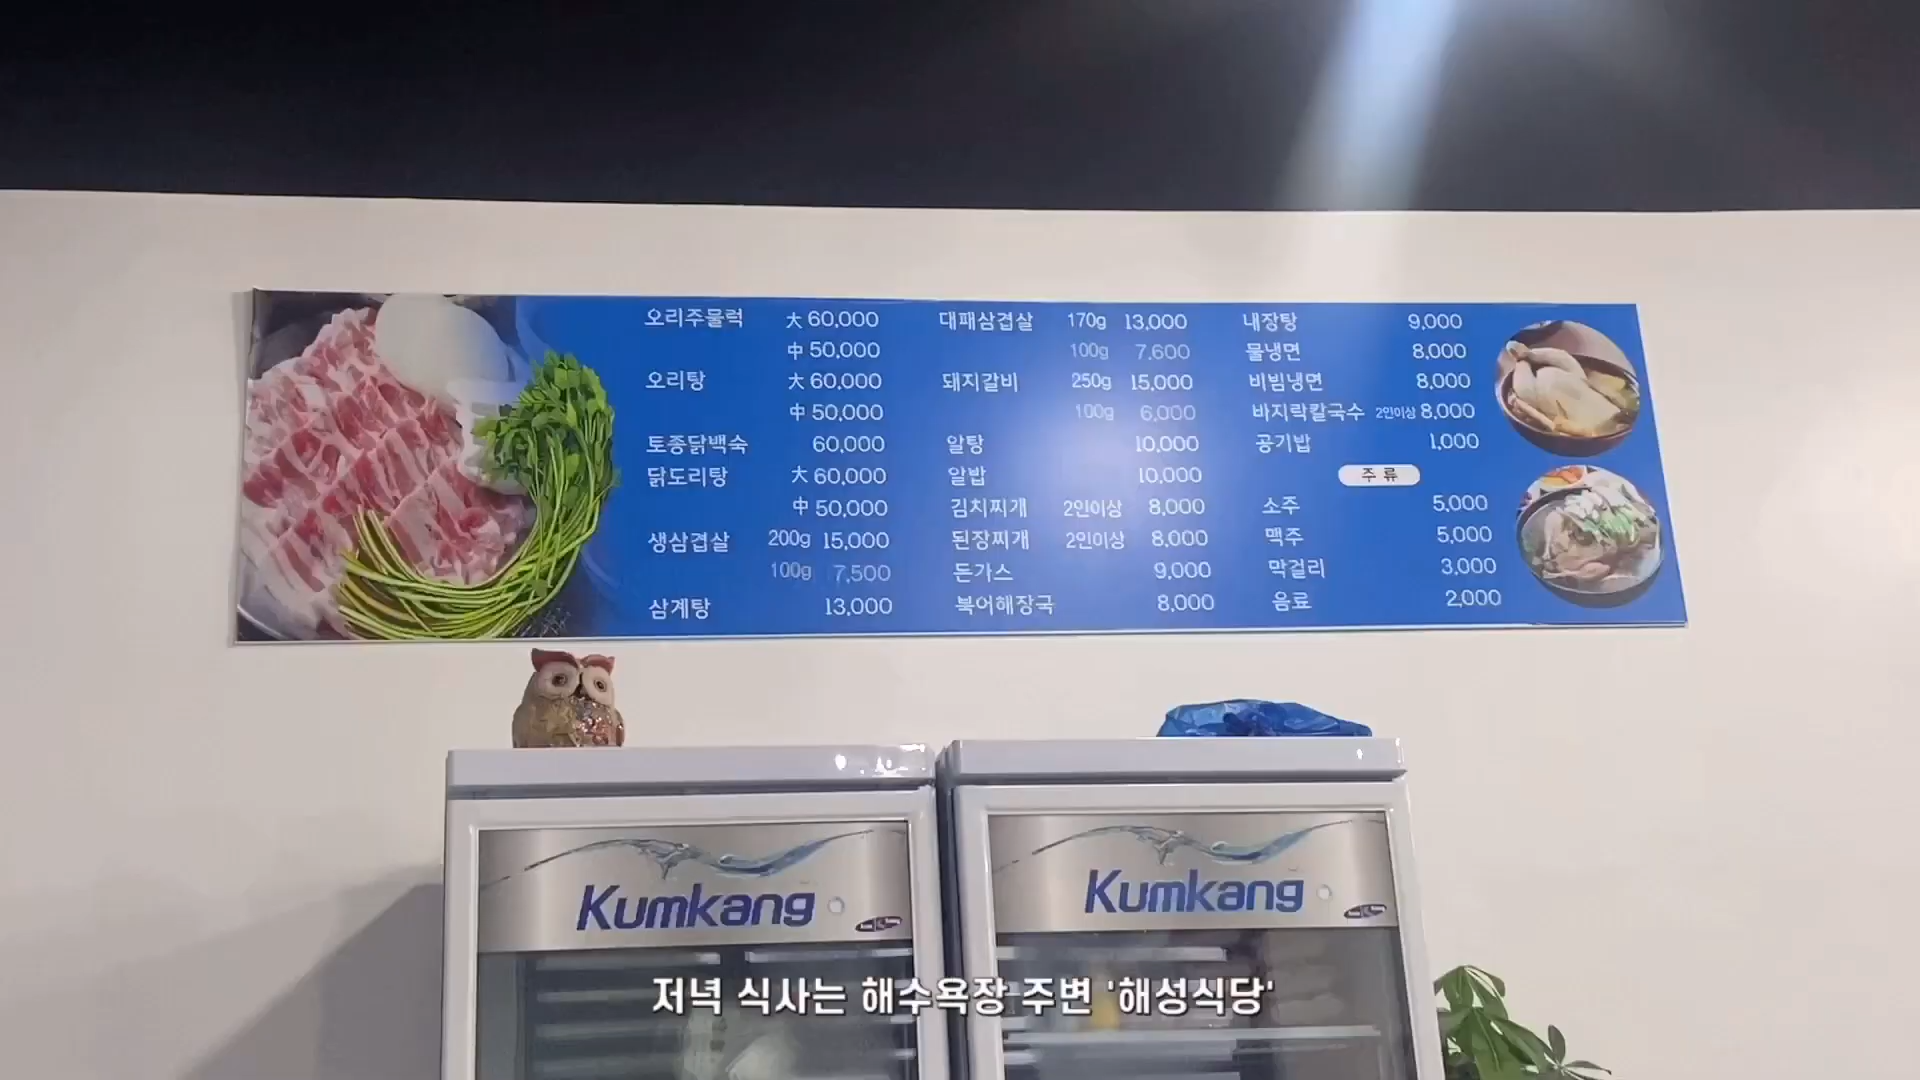 오리주물럭 大 60,000
中 50,000
오리탕 大 60,000
中 50,000
토종닭백숙 60,000
닭도리탕 大 60,000
中 50,000
생삼겹살 200g 15,000
100g 7,500
삼계탕 13,000
대패삼겹살 170g 13,000
100g 7,600
돼지갈비 250g 15,000
100g 6,000
알탕 10,000
알밥 10,000
김치찌개 2인이상 8,000
된장찌개 2인이상 8,000
돈가스 9,000
북어해장국 8,000
내장탕 9,000
물냉면 8,000
비빔냉면 8,000
바지락칼국수 2인이상 8,000
공기밥 1,000
주류
소주 5,000
맥주 5,000
막걸리 3,000
음료 2,000
Kumkang
Kumkang
저녁 식사는 해수욕장 주변 '해성식당'